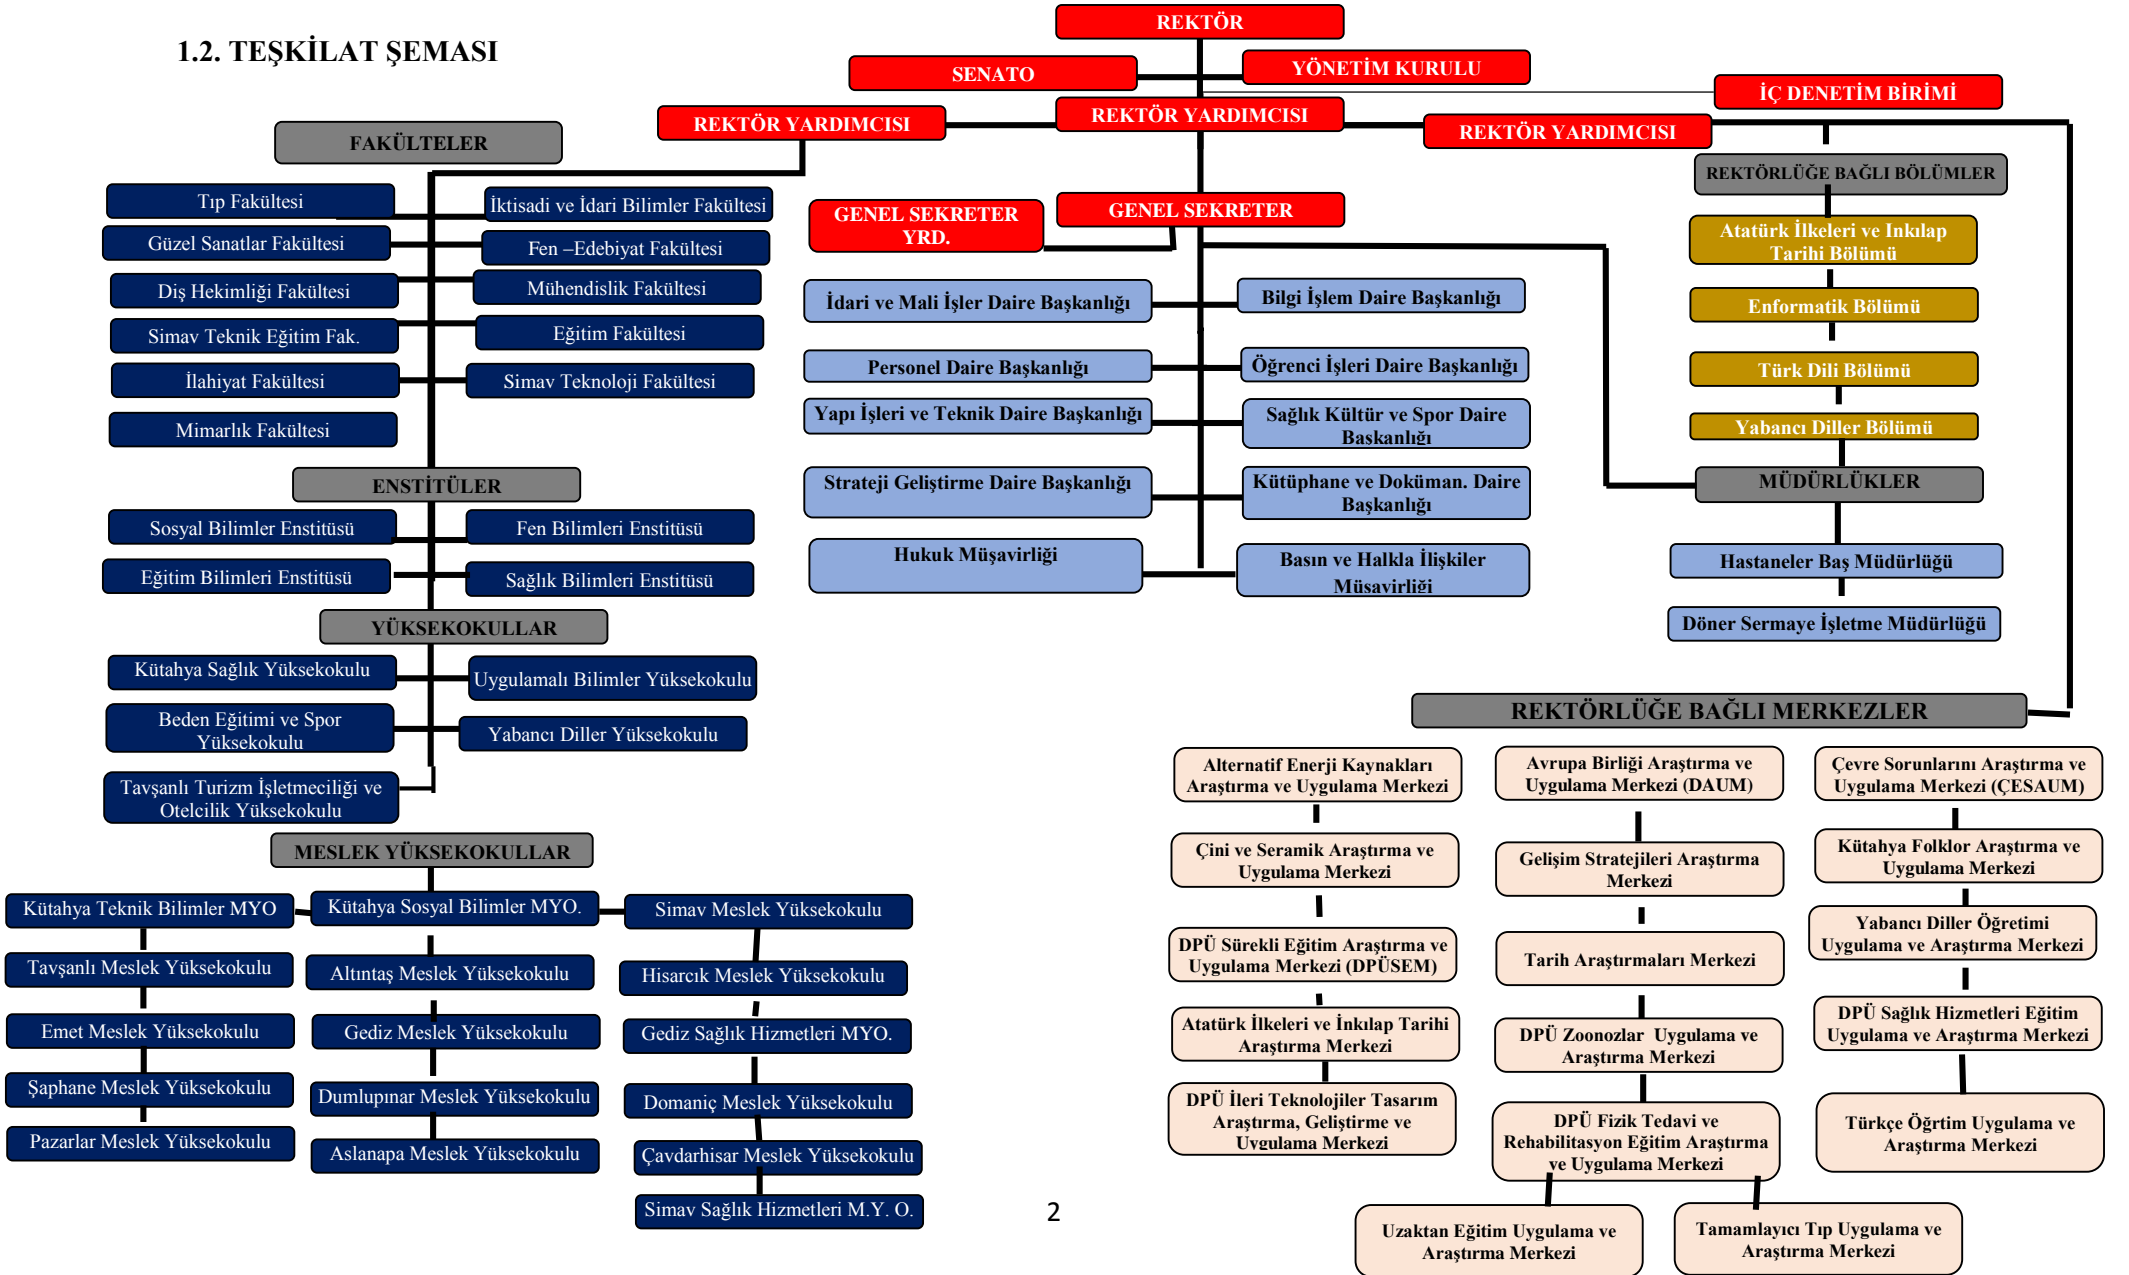 1.2. TEŞKİLAT ŞEMASI
REKTÖR
SENATO
YÖNETİM KURULU
İÇ DENETİM BİRİMİ
REKTÖR YARDIMCISI
REKTÖR YARDIMCISI
REKTÖR YARDIMCISI
GENEL SEKRETER
YRD.
GENEL SEKRETER
FAKÜLTELER
Tıp Fakültesi
İktisadi ve İdari Bilimler Fakültesi
Güzel Sanatlar Fakültesi
Fen –Edebiyat Fakültesi
Diş Hekimliği Fakültesi
Mühendislik Fakültesi
Simav Teknik Eğitim Fak.
Eğitim Fakültesi
İlahiyat Fakültesi
Simav Teknoloji Fakültesi
Mimarlık Fakültesi
ENSTİTÜLER
Sosyal Bilimler Enstitüsü
Fen Bilimleri Enstitüsü
Eğitim Bilimleri Enstitüsü
Sağlık Bilimleri Enstitüsü
YÜKSEKOKULLAR
Kütahya Sağlık Yüksekokulu
Uygulamalı Bilimler Yüksekokulu
Beden Eğitimi ve Spor
Yüksekokulu
Yabancı Diller Yüksekokulu
Tavşanlı Turizm İşletmeciliği ve
Otelcilik Yüksekokulu
MESLEK YÜKSEKOKULLAR
Kütahya Teknik Bilimler MYO
Kütahya Sosyal Bilimler MYO.
Simav Meslek Yüksekokulu
Tavşanlı Meslek Yüksekokulu
Altıntaş Meslek Yüksekokulu
Hisarcık Meslek Yüksekokulu
Emet Meslek Yüksekokulu
Gediz Meslek Yüksekokulu
Gediz Sağlık Hizmetleri MYO.
Şaphane Meslek Yüksekokulu
Dumlupınar Meslek Yüksekokulu
Domaniç Meslek Yüksekokulu
Pazarlar Meslek Yüksekokulu
Aslanapa Meslek Yüksekokulu
Çavdarhisar Meslek Yüksekokulu
Simav Sağlık Hizmetleri M.Y. O.
İdari ve Mali İşler Daire Başkanlığı
Bilgi İşlem Daire Başkanlığı
Personel Daire Başkanlığı
Öğrenci İşleri Daire Başkanlığı
Yapı İşleri ve Teknik Daire Başkanlığı
Sağlık Kültür ve Spor Daire
Başkanlığı
Strateji Geliştirme Daire Başkanlığı
Kütüphane ve Doküman. Daire
Başkanlığı
Hukuk Müşavirliği
Basın ve Halkla İlişkiler
Müşavirliği
REKTÖRLÜĞE BAĞLI BÖLÜMLER
Atatürk İlkeleri ve Inkılap
Tarihi Bölümü
Enformatik Bölümü
Türk Dili Bölümü
Yabancı Diller Bölümü
MÜDÜRLÜKLER
Hastaneler Baş Müdürlüğü
Döner Sermaye İşletme Müdürlüğü
REKTÖRLÜĞE BAĞLI MERKEZLER
Alternatif Enerji Kaynakları
Araştırma ve Uygulama Merkezi
Avrupa Birliği Araştırma ve
Uygulama Merkezi (DAUM)
Çevre Sorunlarını Araştırma ve
Uygulama Merkezi (ÇESAUM)
Çini ve Seramik Araştırma ve
Uygulama Merkezi
Gelişim Stratejileri Araştırma
Merkezi
Kütahya Folklor Araştırma ve
Uygulama Merkezi
DPÜ Sürekli Eğitim Araştırma ve
Uygulama Merkezi (DPÜSEM)
Tarih Araştırmaları Merkezi
Yabancı Diller Öğretimi
Uygulama ve Araştırma Merkezi
Atatürk İlkeleri ve İnkılap Tarihi
Araştırma Merkezi
DPÜ Zoonozlar Uygulama ve
Araştırma Merkezi
DPÜ Sağlık Hizmetleri Eğitim
Uygulama ve Araştırma Merkezi
DPÜ İleri Teknolojiler Tasarım
Araştırma, Geliştirme ve
Uygulama Merkezi
DPÜ Fizik Tedavi ve
Rehabilitasyon Eğitim Araştırma
ve Uygulama Merkezi
Türkçe Öğrtim Uygulama ve
Araştırma Merkezi
Uzaktan Eğitim Uygulama ve
Araştırma Merkezi
Tamamlayıcı Tıp Uygulama ve
Araştırma Merkezi
2